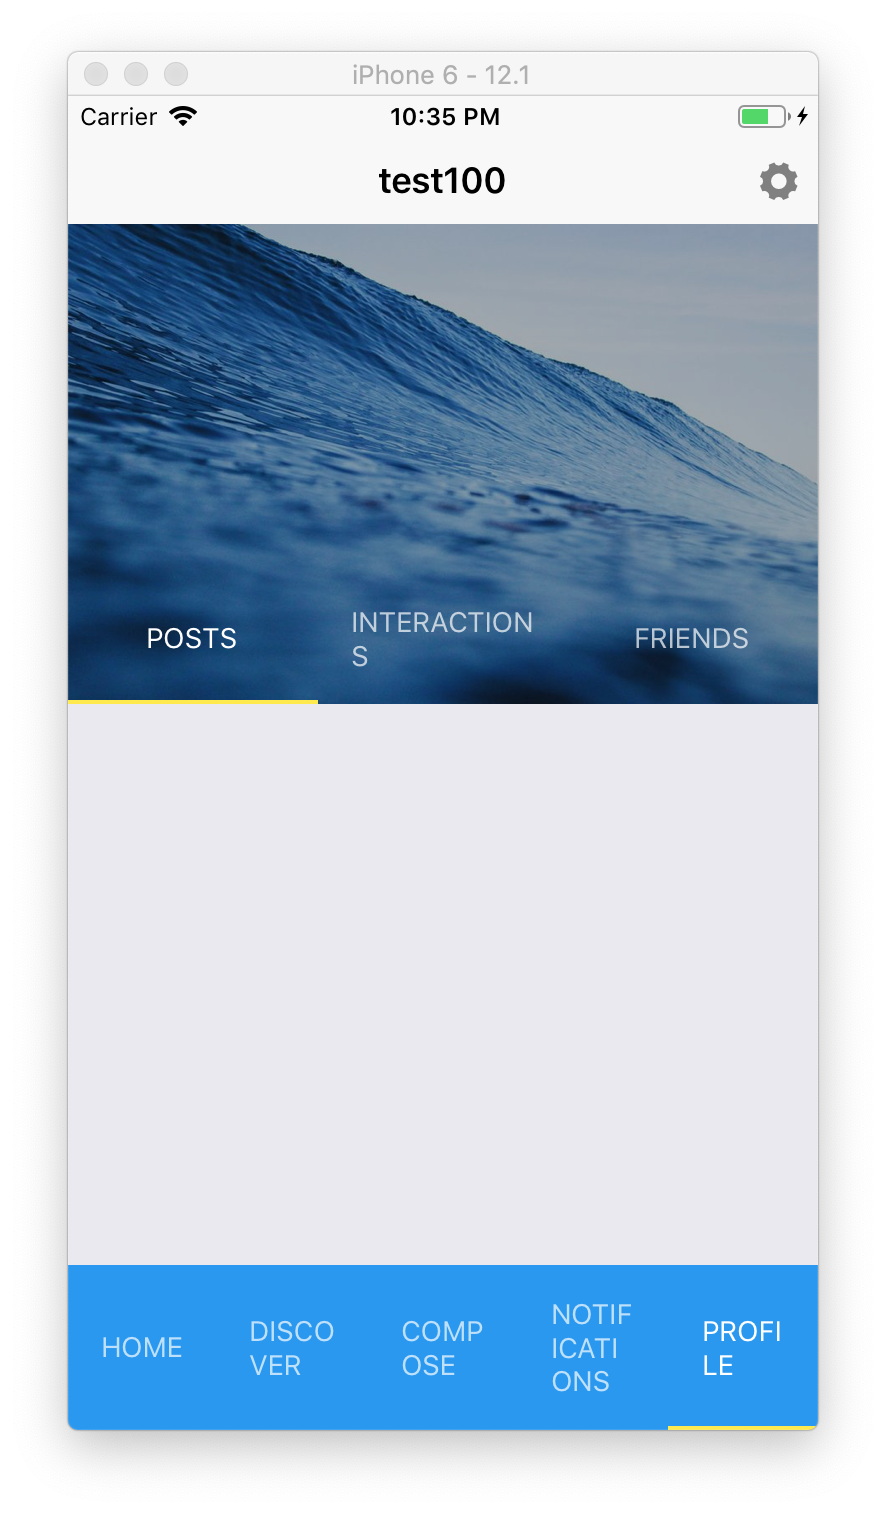 iPhone 6 - 12.1
Carrier 10:35 PM
test100
POSTS
INTERACTION
S
FRIENDS
HOME
DISCO
VER
COMP
OSE
NOTIF
ICATI
ONS
PROFI
LE